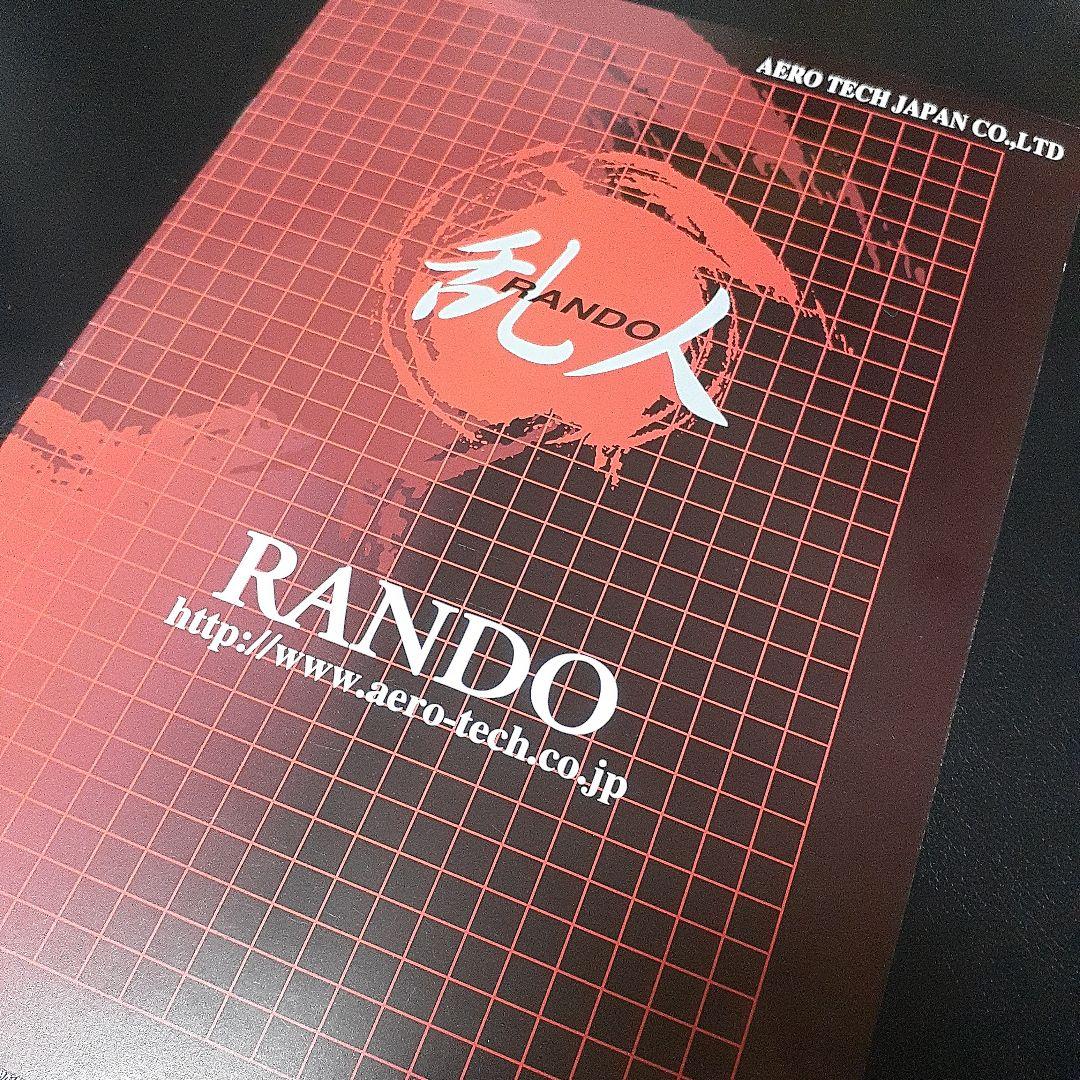 AERO TECH JAPAN CO.,LTD
乱人
RANDO
RANDO
http://www.aero-tech.co.jp